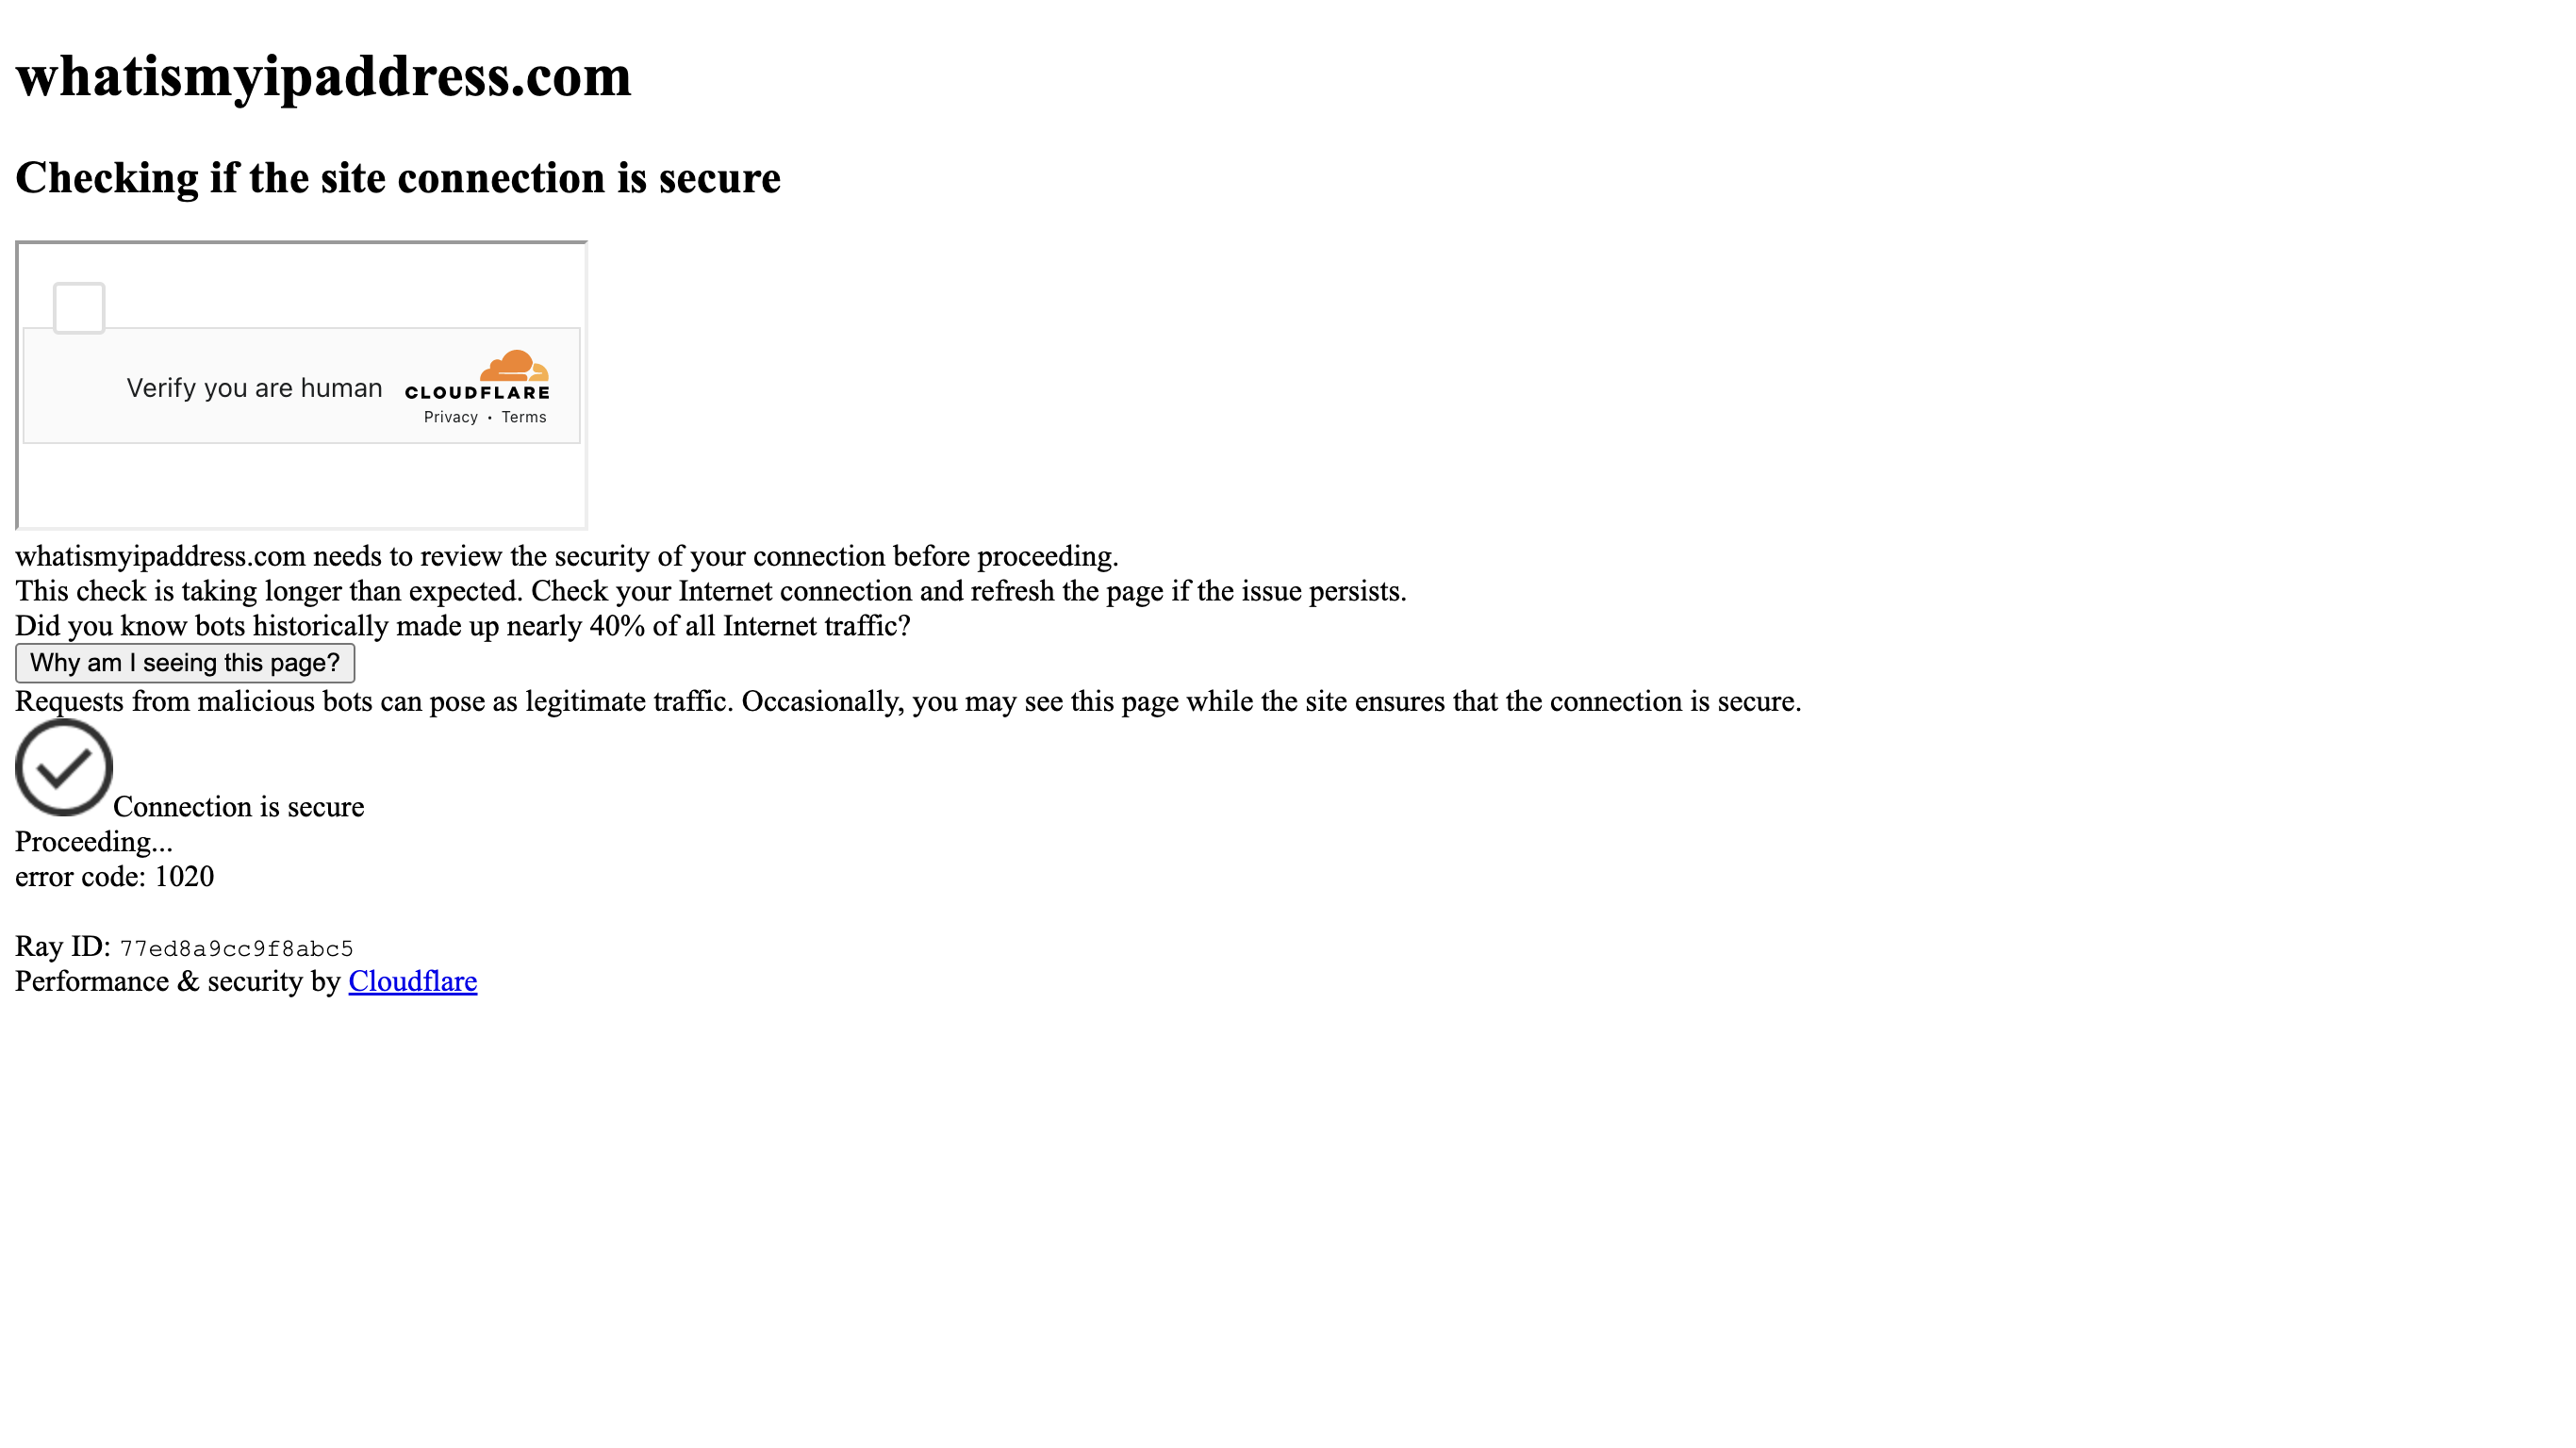 whatismyipaddress.com
Checking if the site connection is secure
Verify you are human
CLOUDFLARE
Privacy • Terms
whatismyipaddress.com needs to review the security of your connection before proceeding.
This check is taking longer than expected. Check your Internet connection and refresh the page if the issue persists.
Did you know bots historically made up nearly 40% of all Internet traffic?
Why am I seeing this page?
Requests from malicious bots can pose as legitimate traffic. Occasionally, you may see this page while the site ensures that the connection is secure.
Connection is secure
Proceeding...
error code: 1020
Ray ID: 77ed8a9cc9f8abc5
Performance & security by Cloudflare